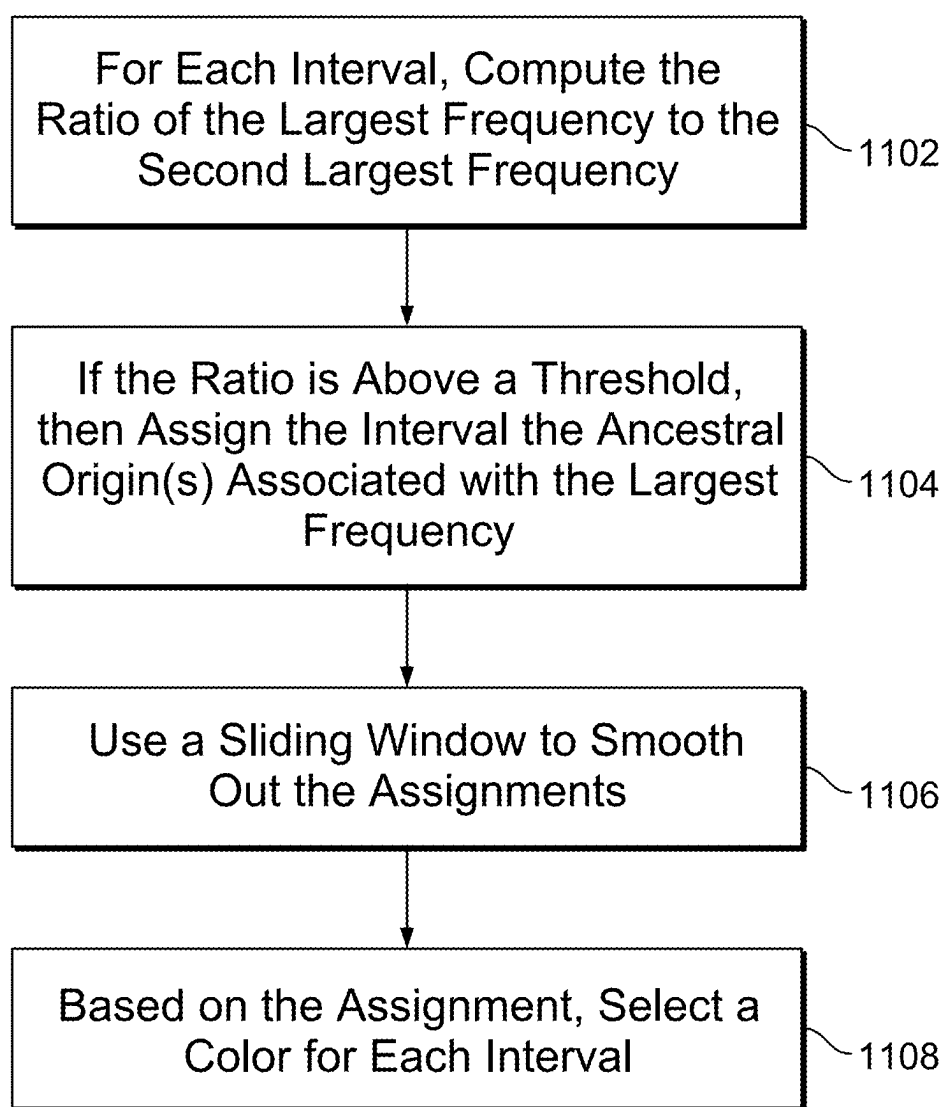 For Each Interval, Compute the
Ratio of the Largest Frequency to the
Second Largest Frequency
1102
If the Ratio is Above a Threshold,
then Assign the Interval the Ancestral
Origin(s) Associated with the Largest
Frequency
1104
Use a Sliding Window to Smooth
Out the Assignments
1106
Based on the Assignment, Select a
Color for Each Interval
1108